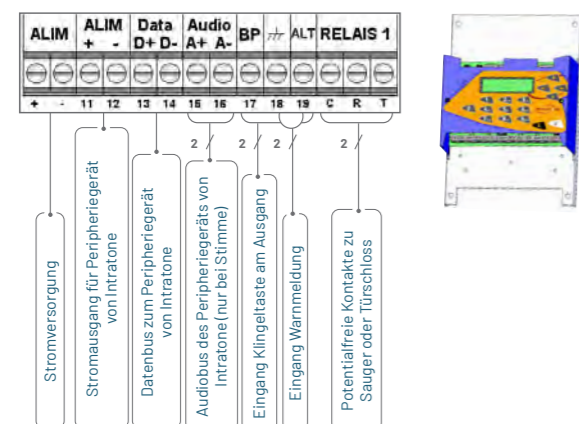 ALIM ALIM Data Audio BP ALT RELAIS 1
+ - D+ D- A+ A-
+ - 11 12 13 14 15 16 17 18 19 C R T
2 2 2 2
Stromversorgung
Stromausgang für Peripheriegerät
von Intratone
Datenbus zum Peripheriegerät
von Intratone
Audiobus des Peripheriegeräts von
Intratone (nur bei Stimme)
Eingang Klingeltaste am Ausgang
Eingang Warnmeldung
Potentialfreie Kontakte zu
Sauger oder Türschloss